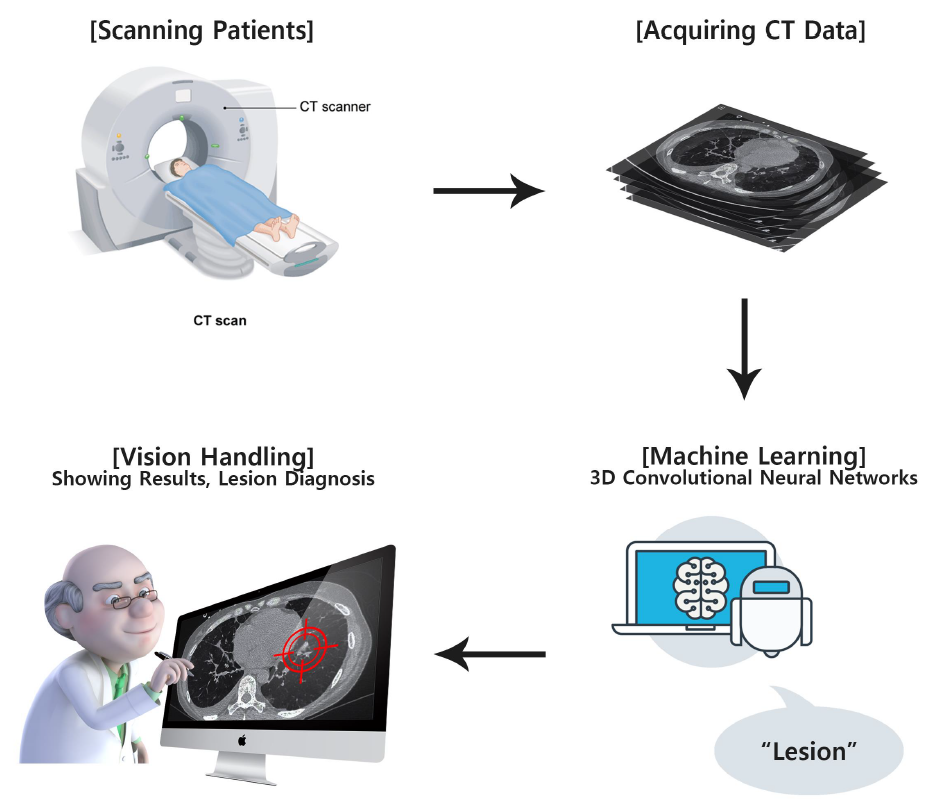 [Scanning Patients]
CT scanner
CT scan
[Acquiring CT Data]
[Machine Learning]
3D Convolutional Neural Networks
“Lesion”
[Vision Handling]
Showing Results, Lesion Diagnosis